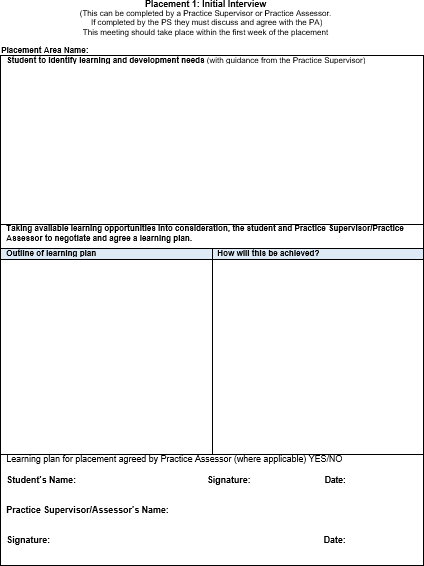 Placement 1: Initial Interview
(This can be completed by a Practice Supervisor or Practice Assessor.
If completed by the PS they must discuss and agree with the PA)
This meeting should take place within the first week of the placement
Placement Area Name:
Student to identify learning and development needs (with guidance from the Practice Supervisor)
Taking available learning opportunities into consideration, the student and Practice Supervisor/Practice
Assessor to negotiate and agree a learning plan.
Outline of learning plan How will this be achieved?
Learning plan for placement agreed by Practice Assessor (where applicable) YES/NO
Student's Name: Signature: Date:
Practice Supervisor/Assessor's Name:
Signature: Date: